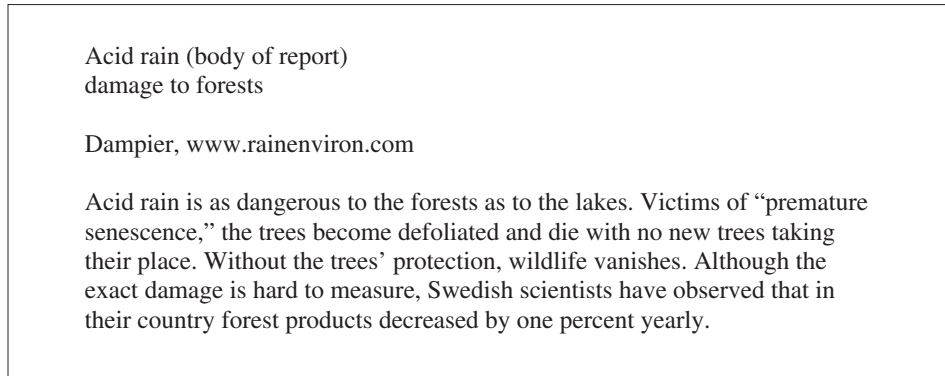 Acid rain (body of report)
damage to forests
Dampier, www.rainenviron.com
Acid rain is as dangerous to the forests as to the lakes. Victims of “premature
senescence,” the trees become defoliated and die with no new trees taking
their place. Without the trees’ protection, wildlife vanishes. Although the
exact damage is hard to measure, Swedish scientists have observed that in
their country forest products decreased by one percent yearly.